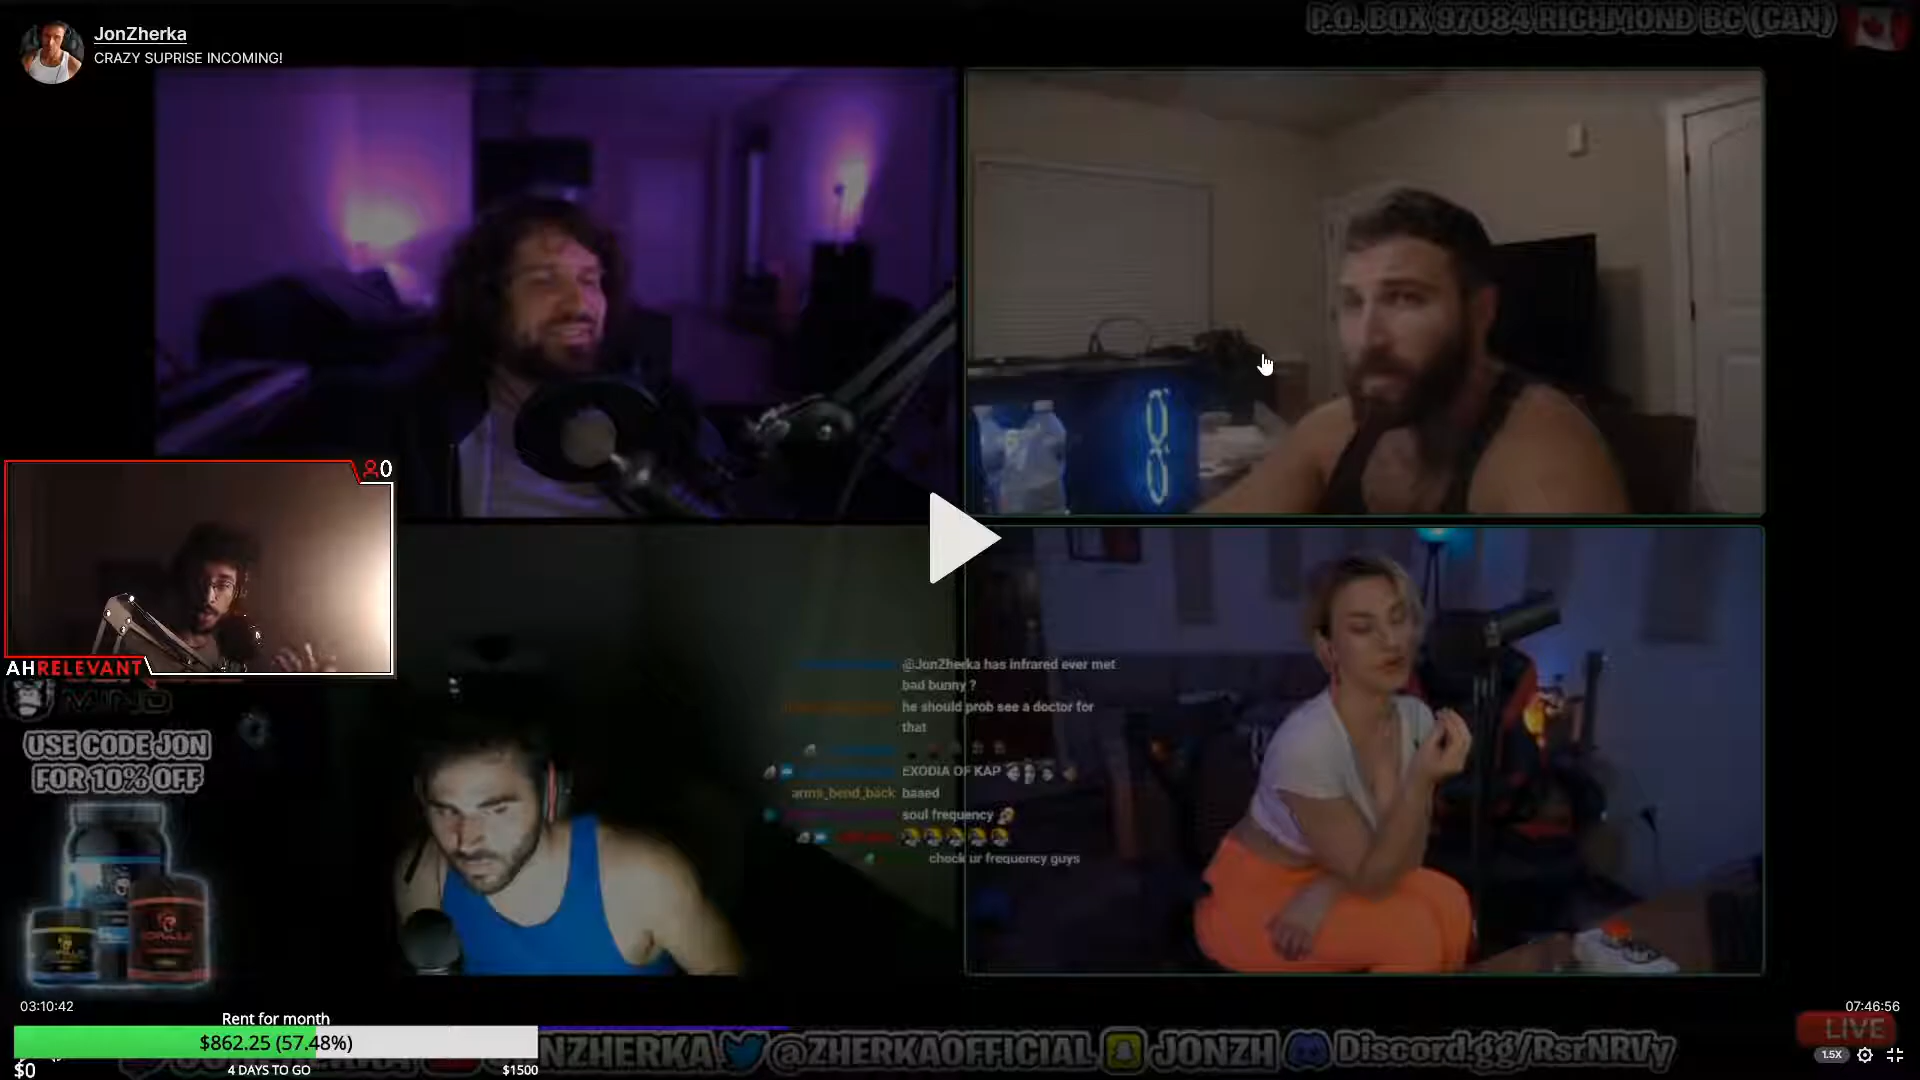 P.O. BOX 97084 RICHMOND BC (CAN)
JonZherka
CRAZY SUPRISE INCOMING!
0
AHRELEVANT
MIND
@JonZherka has infrared ever met
bad bunny ?
he should prob see a doctor for
that
EXODIA OF KAP
arms_bend_back based
soul frequency
check ur frequency guys
USE CODE JON
FOR 10% OFF
03:10:42
07:46:56
Rent for month
$862.25 (57.48%)
$0
4 DAYS TO GO
$1500
NZHERKA @ZHERKAOFFICIAL JONZH Discord.gg/RsrNRVy
LIVE
1.5X